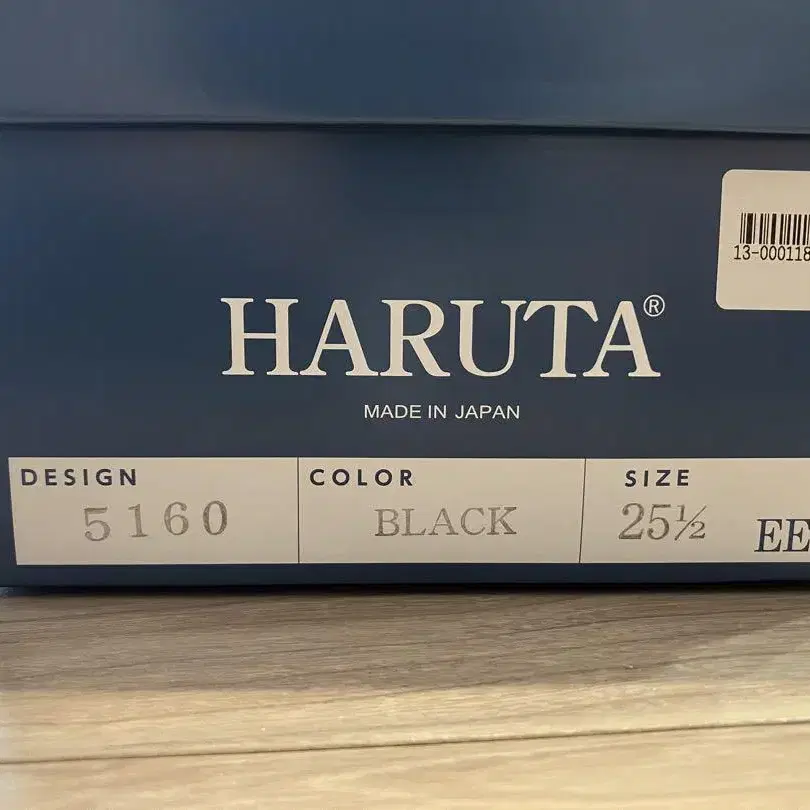 13-000118
HARUTA®
MADE IN JAPAN
DESIGN
5160
COLOR
BLACK
SIZE
25½
EE